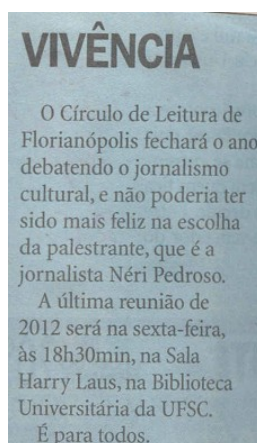 VIVÊNCIA
O Círculo de Leitura de
Florianópolis fechará o ano
debatendo o jornalismo
cultural, e não poderia ter
sido mais feliz na escolha
da palestrante, que é a
jornalista Néri Pedroso.
A última reunião de
2012 será na sexta-feira,
às 18h30min, na Sala
Harry Laus, na Biblioteca
Universitária da UFSC.
É para todos.